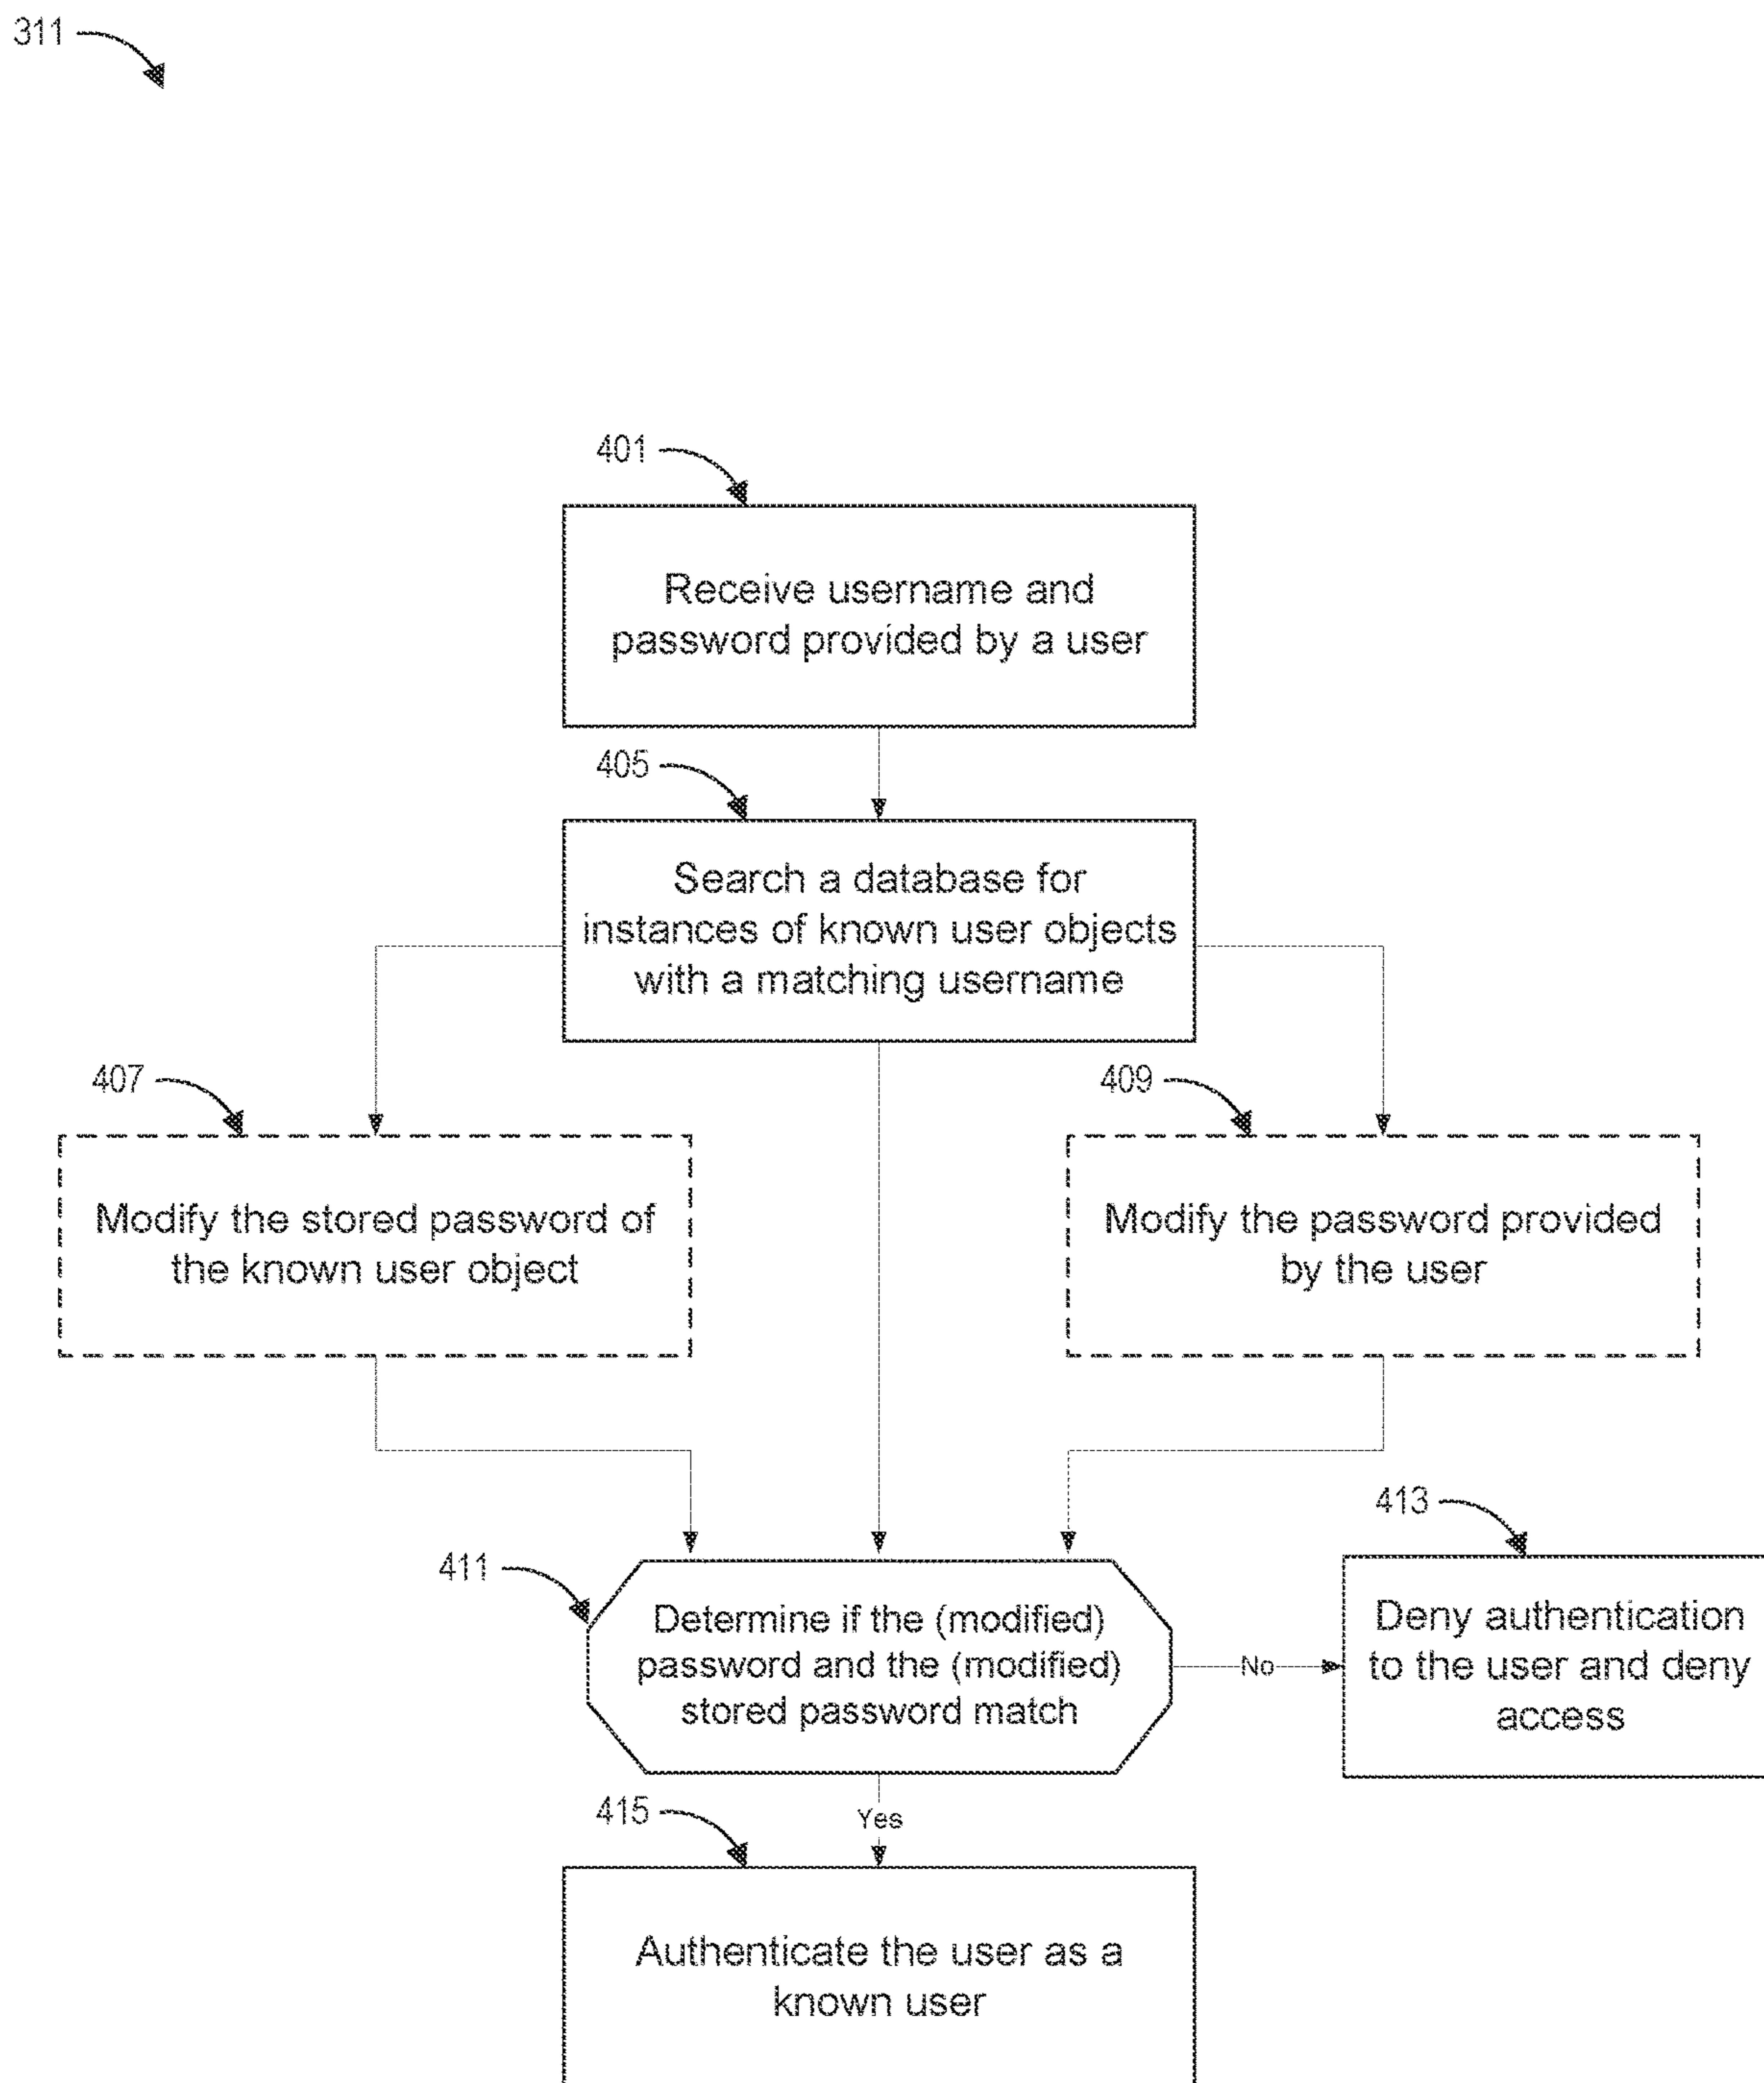 311
401
Receive username and
password provided by a user
405
Search a database for
instances of known user objects
with a matching username
407
Modify the stored password of
the known user object
409
Modify the password provided
by the user
411
Determine if the (modified)
password and the (modified)
stored password match
No
413
Deny authentication
to the user and deny
access
Yes
415
Authenticate the user as a
known user